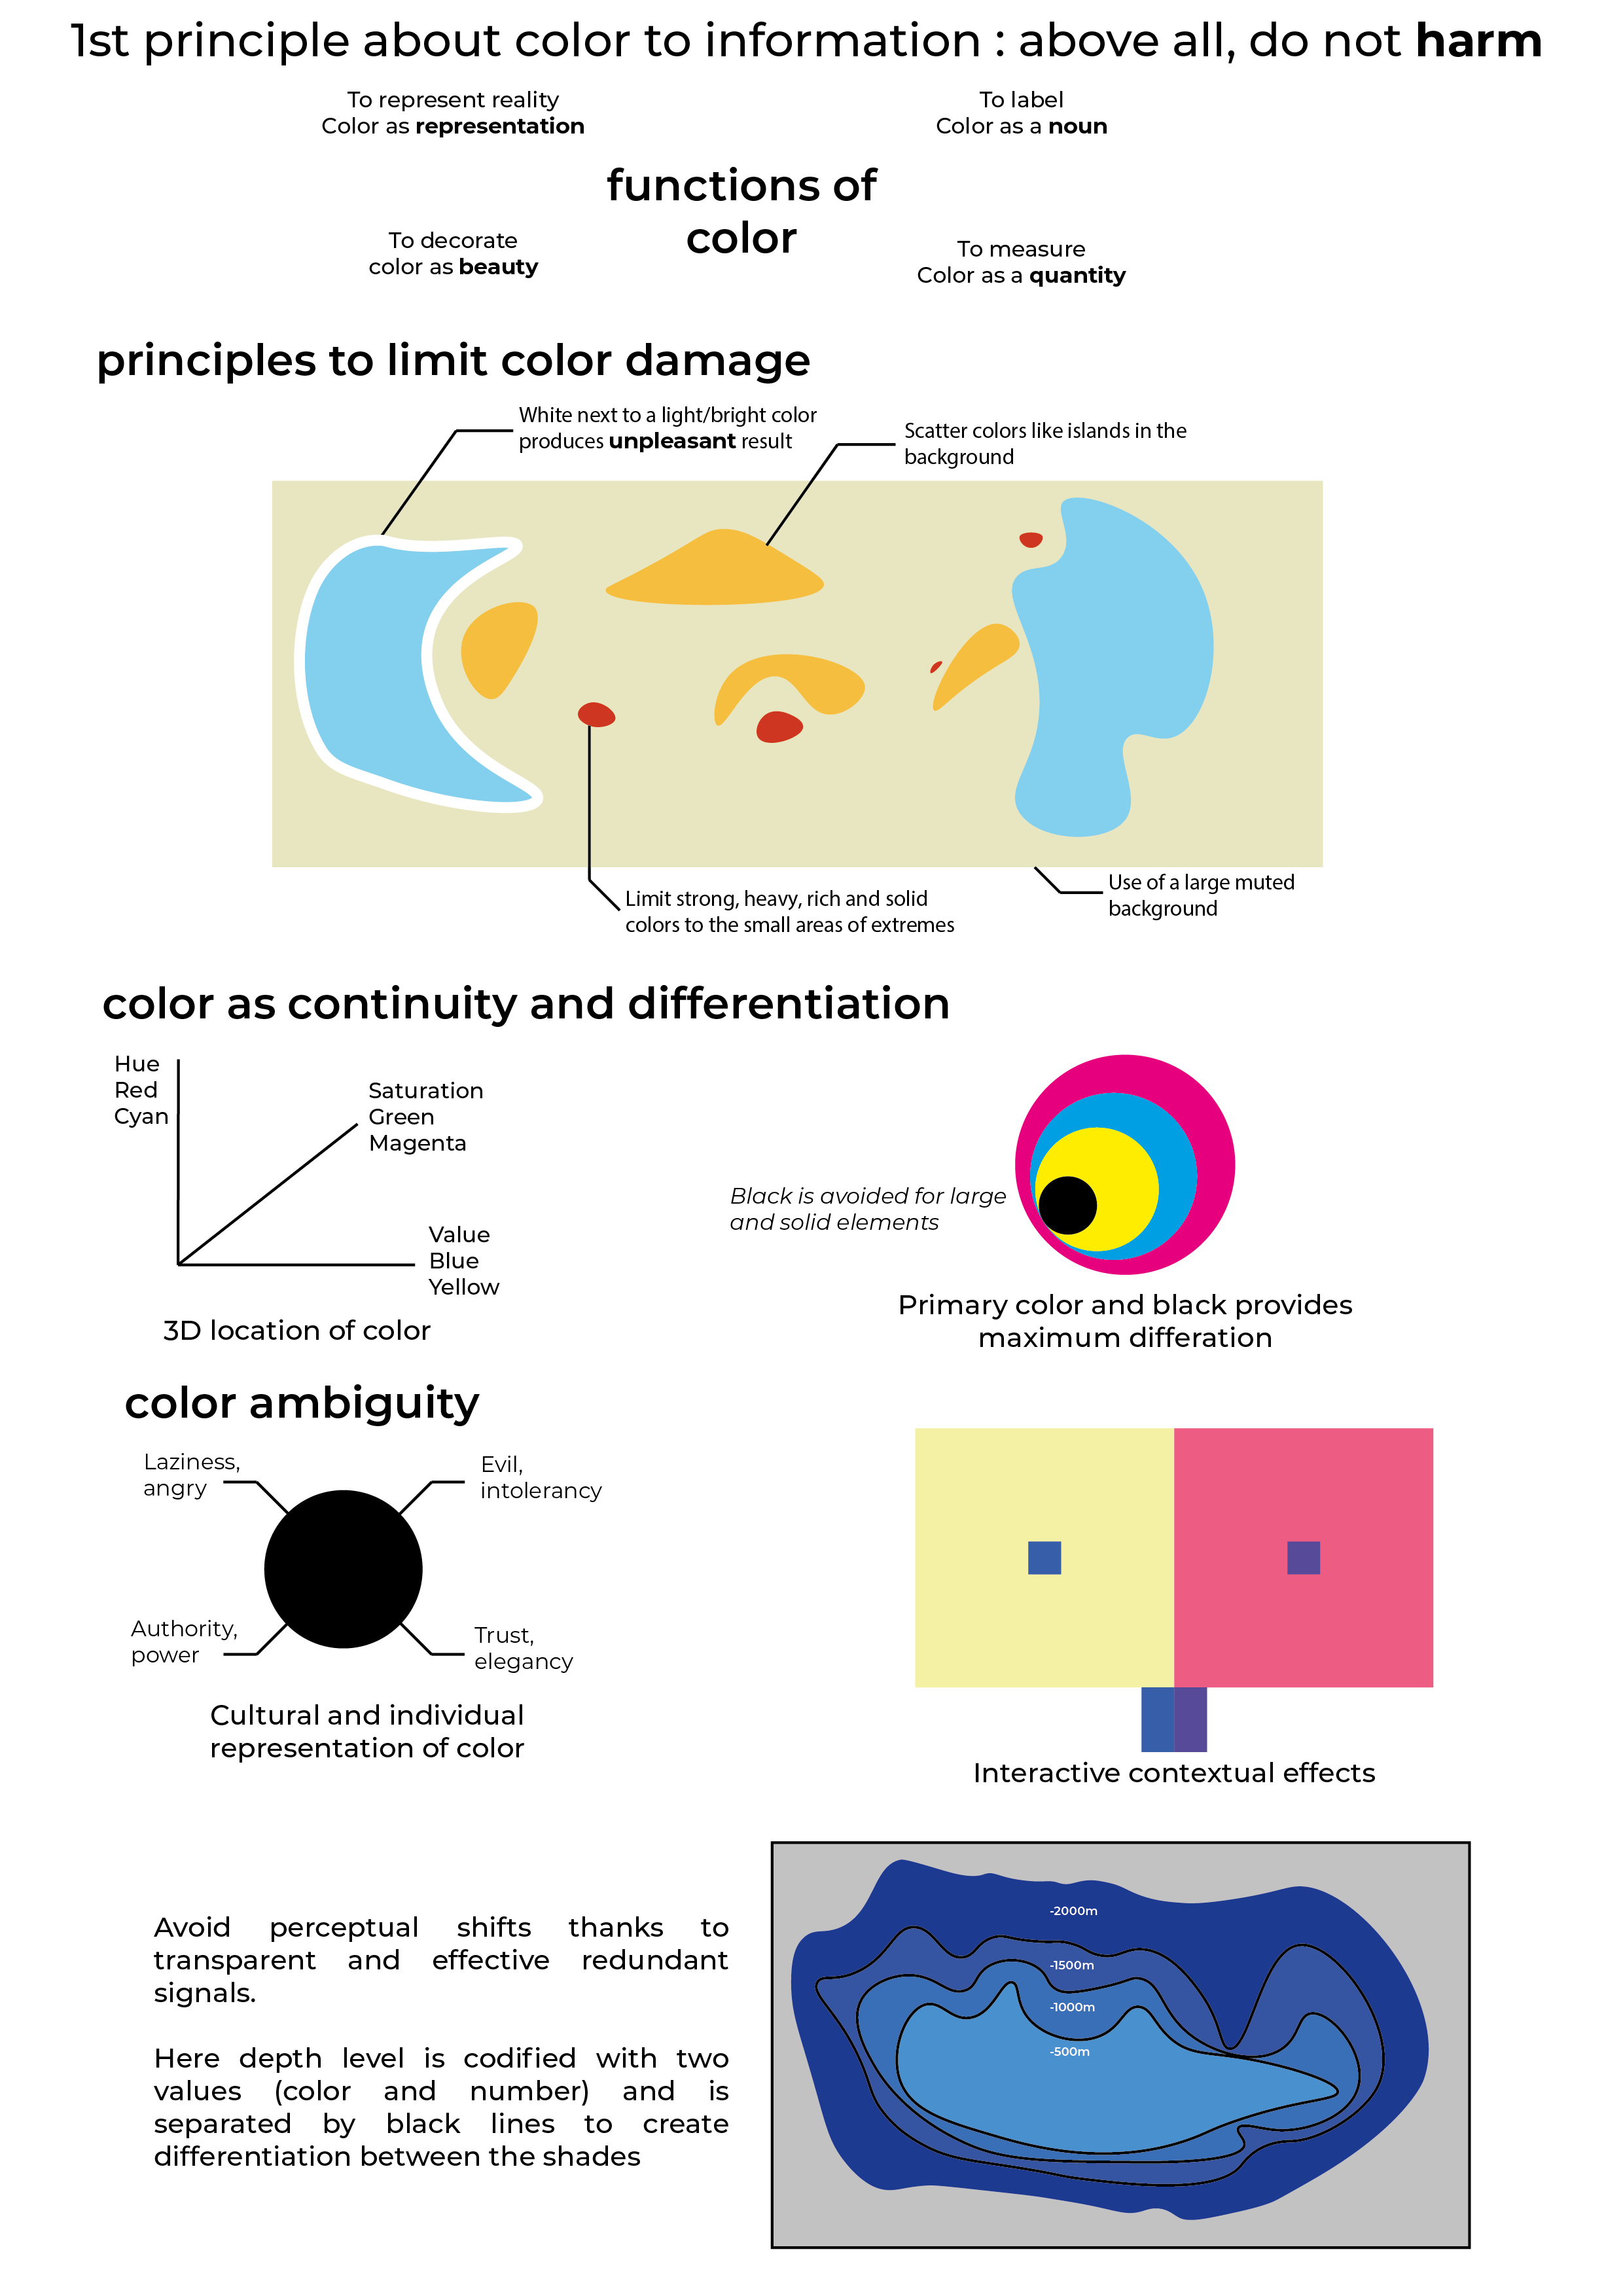 1st principle about color to information : above all, do not harm
To represent reality
Color as representation
To label
Color as a noun
functions of
color
To decorate
color as beauty
To measure
Color as a quantity
principles to limit color damage
White next to a light/bright color
produces unpleasant result
Scatter colors like islands in the
background
Limit strong, heavy, rich and solid
colors to the small areas of extremes
Use of a large muted
background
color as continuity and differentiation
Hue
Red
Cyan
Saturation
Green
Magenta
Value
Blue
Yellow
3D location of color
Black is avoided for large
and solid elements
Primary color and black provides
maximum differation
color ambiguity
Laziness,
angry
Evil,
intolerancy
Authority,
power
Trust,
elegancy
Cultural and individual
representation of color
Interactive contextual effects
Avoid perceptual shifts thanks to
transparent and effective redundant
signals.
Here depth level is codified with two
values (color and number) and is
separated by black lines to create
differentiation between the shades
-2000m
-1500m
-1000m
-500m